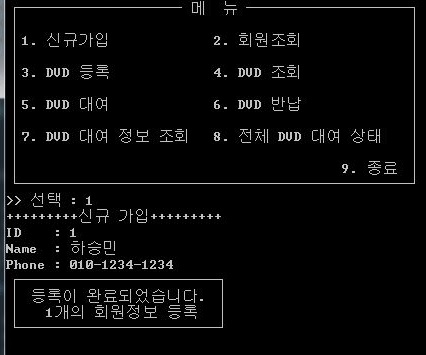 메 뉴
1. 신규가입 2. 회원조회
3. DVD 등록 4. DVD 조회
5. DVD 대여 6. DVD 반납
7. DVD 대여 정보 조회 8. 전체 DVD 대여 상태
9. 종료
>> 선택 : 1
+++++++++신규 가입+++++++++
ID : 1
Name : 하승민
Phone : 010-1234-1234
등록이 완료되었습니다.
1개의 회원정보 등록